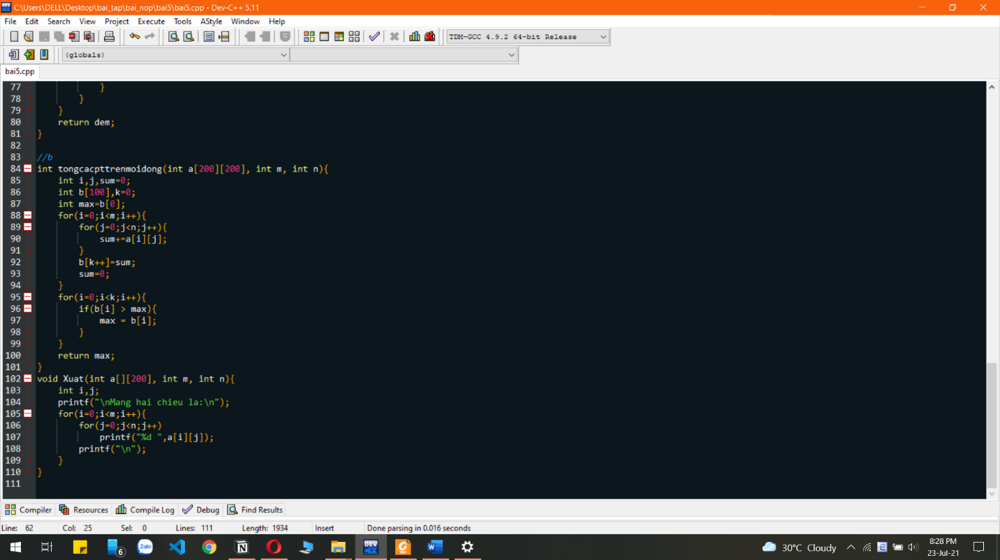 C:\Users\DELL\Desktop\bai_tap\bai_nop\bai5\bai5.cpp - Dev-C++ 5.11
File Edit Search View Project Execute Tools AStyle Window Help
TDM-GCC 4.9.2 64-bit Release
(globals)
bai5.cpp
77 }
78 }
79 }
80 return dem;
81 }
82
83 //b
84 int tongcacpttrenmoidong(int a[200][200], int m, int n){
85 int i,j,sum=0;
86 int b[100],k=0;
87 int max=b[0];
88 for(i=0;i<m;i++){
89 for(j=0;j<n;j++){
90 sum+=a[i][j];
91 }
92 b[k++]=sum;
93 sum=0;
94 }
95 for(i=0;i<k;i++){
96 if(b[i] > max){
97 max = b[i];
98 }
99 }
100 return max;
101 }
102 void Xuat(int a[][200], int m, int n){
103 int i,j;
104 printf("\nMang hai chieu la:\n");
105 for(i=0;i<m;i++){
106 for(j=0;j<n;j++)
107 printf("%d ",a[i][j]);
108 printf("\n");
109 }
110 }
111
Compiler Resources Compile Log Debug Find Results
Line: 62 Col: 25 Sel: 0 Lines: 111 Length: 1934 Insert Done parsing in 0.016 seconds
6 Zalo DEV C++ PDF W 30°C Cloudy E 8:28 PM
23-Jul-21